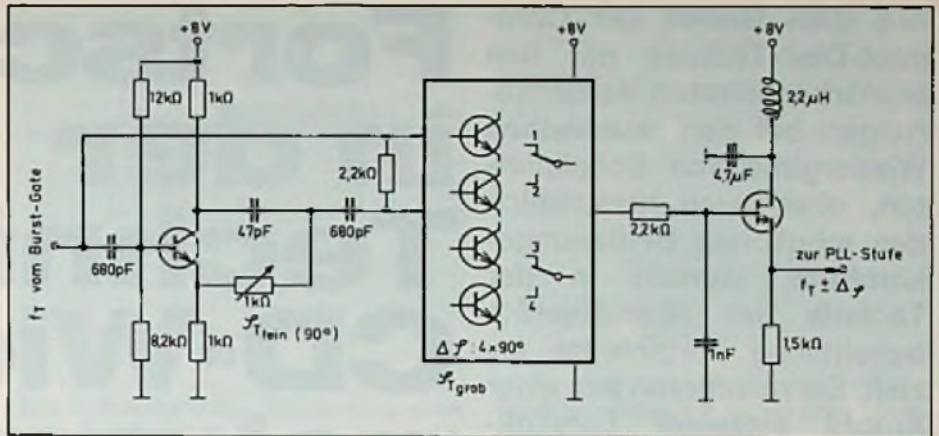 +8V
+8V
+8V
12kΩ
1kΩ
2,2µH
2,2kΩ
4,7µF
1
2
3
4
47pF
680pF
680pF
2,2kΩ
1kΩ
zur PLL-Stufe
f_T ± Δφ
φ_T fein (90°)
8,2kΩ
1kΩ
Δφ: 4×90°
1nF
1,5kΩ
φ_T grob
f_T vom Burst-Gate